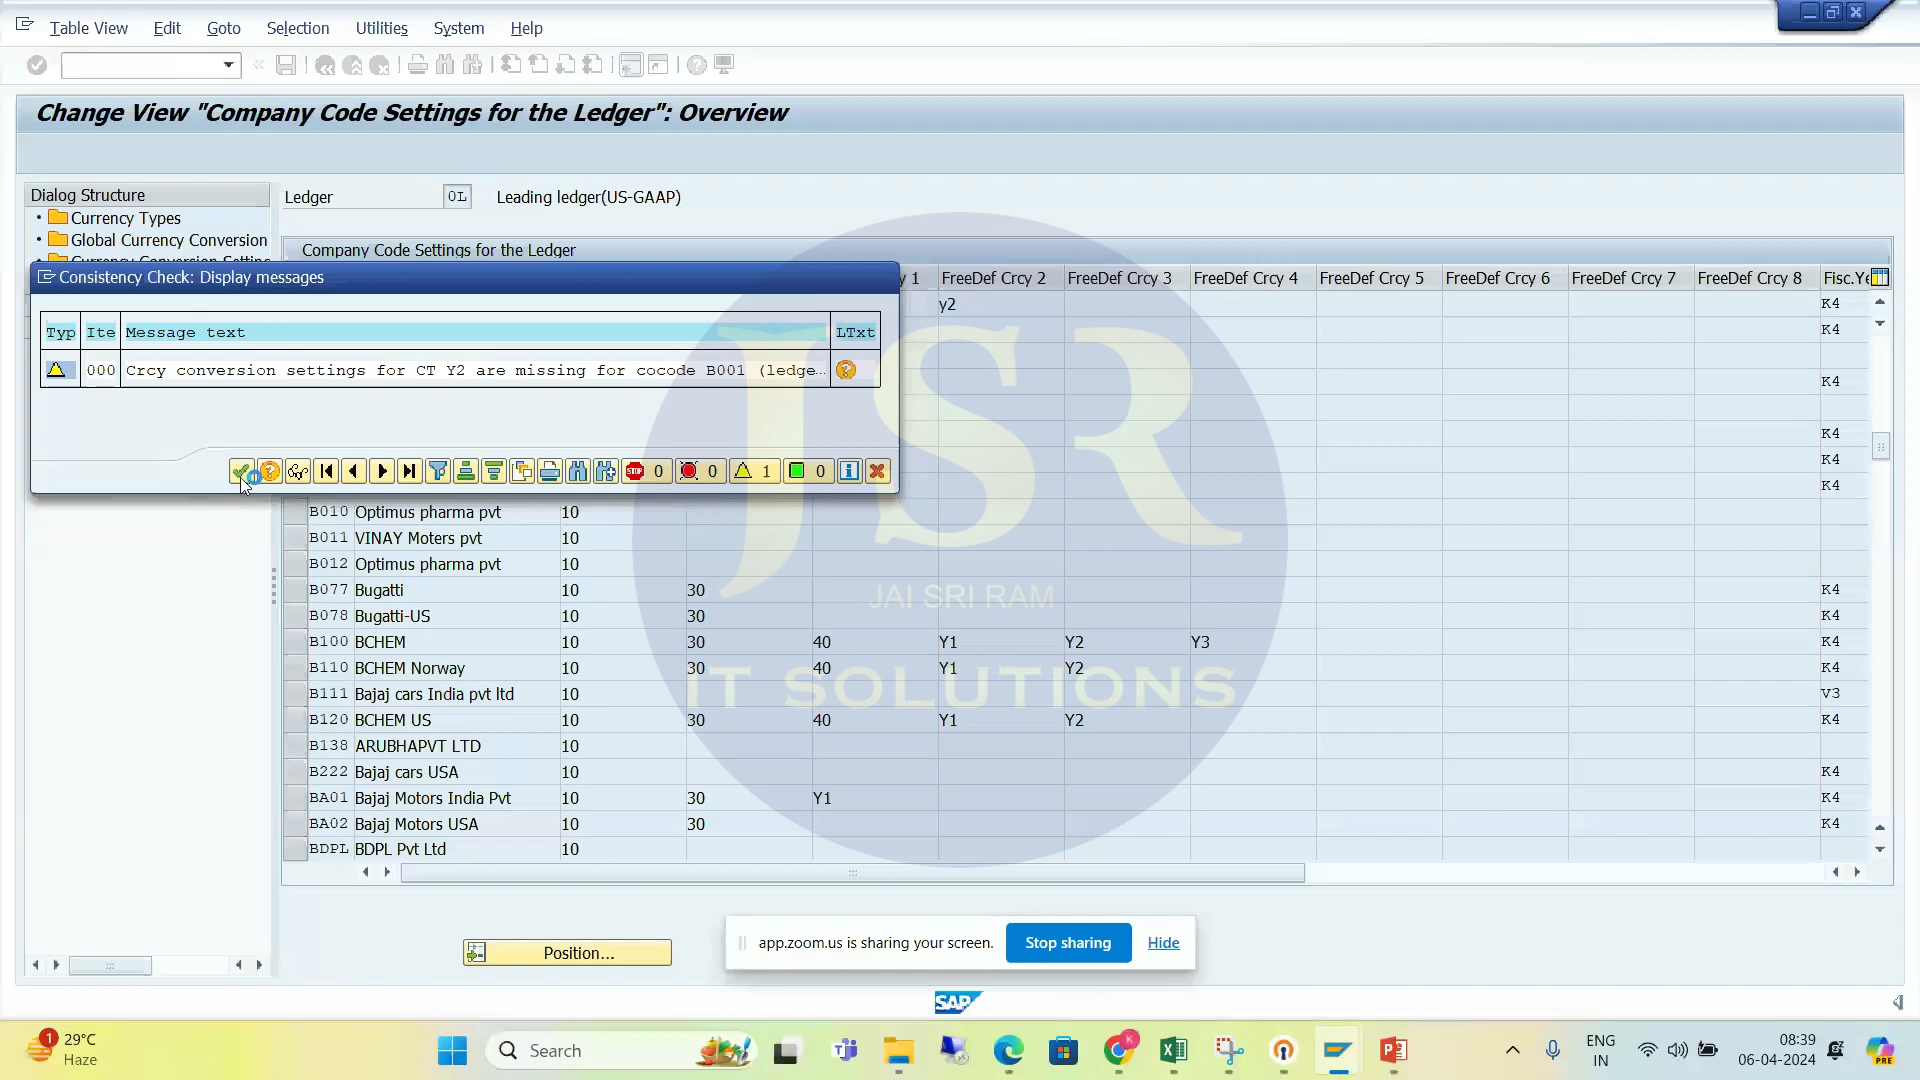 Table View Edit Goto Selection Utilities System Help
Change View "Company Code Settings for the Ledger": Overview
Dialog Structure
Currency Types
Global Currency Conversion
Ledger 0L Leading ledger(US-GAAP)
Company Code Settings for the Ledger
y 1 FreeDef Crcy 2 FreeDef Crcy 3 FreeDef Crcy 4 FreeDef Crcy 5 FreeDef Crcy 6 FreeDef Crcy 7 FreeDef Crcy 8 Fisc.Ye
y2 K4
K4
K4
K4
K4
K4
Consistency Check: Display messages
Typ Ite Message text LTxt
000 Crcy conversion settings for CT Y2 are missing for cocode B001 (ledge…
STOP 0 0 1 0
B010 Optimus pharma pvt 10
B011 VINAY Moters pvt 10
B012 Optimus pharma pvt 10
B077 Bugatti 10 30 K4
B078 Bugatti-US 10 30 K4
B100 BCHEM 10 30 40 Y1 Y2 Y3 K4
B110 BCHEM Norway 10 30 40 Y1 Y2 K4
B111 Bajaj cars India pvt ltd 10 V3
B120 BCHEM US 10 30 40 Y1 Y2 K4
B138 ARUBHAPVT LTD 10
B222 Bajaj cars USA 10 K4
BA01 Bajaj Motors India Pvt 10 30 Y1 K4
BA02 Bajaj Motors USA 10 30 K4
BDPL BDPL Pvt Ltd 10
JSR
JAI SRI RAM
IT SOLUTIONS
Position...
app.zoom.us is sharing your screen. Stop sharing Hide
SAP
1 29°C
Haze
Search
K
PRE
ENG
IN
08:39
06-04-2024